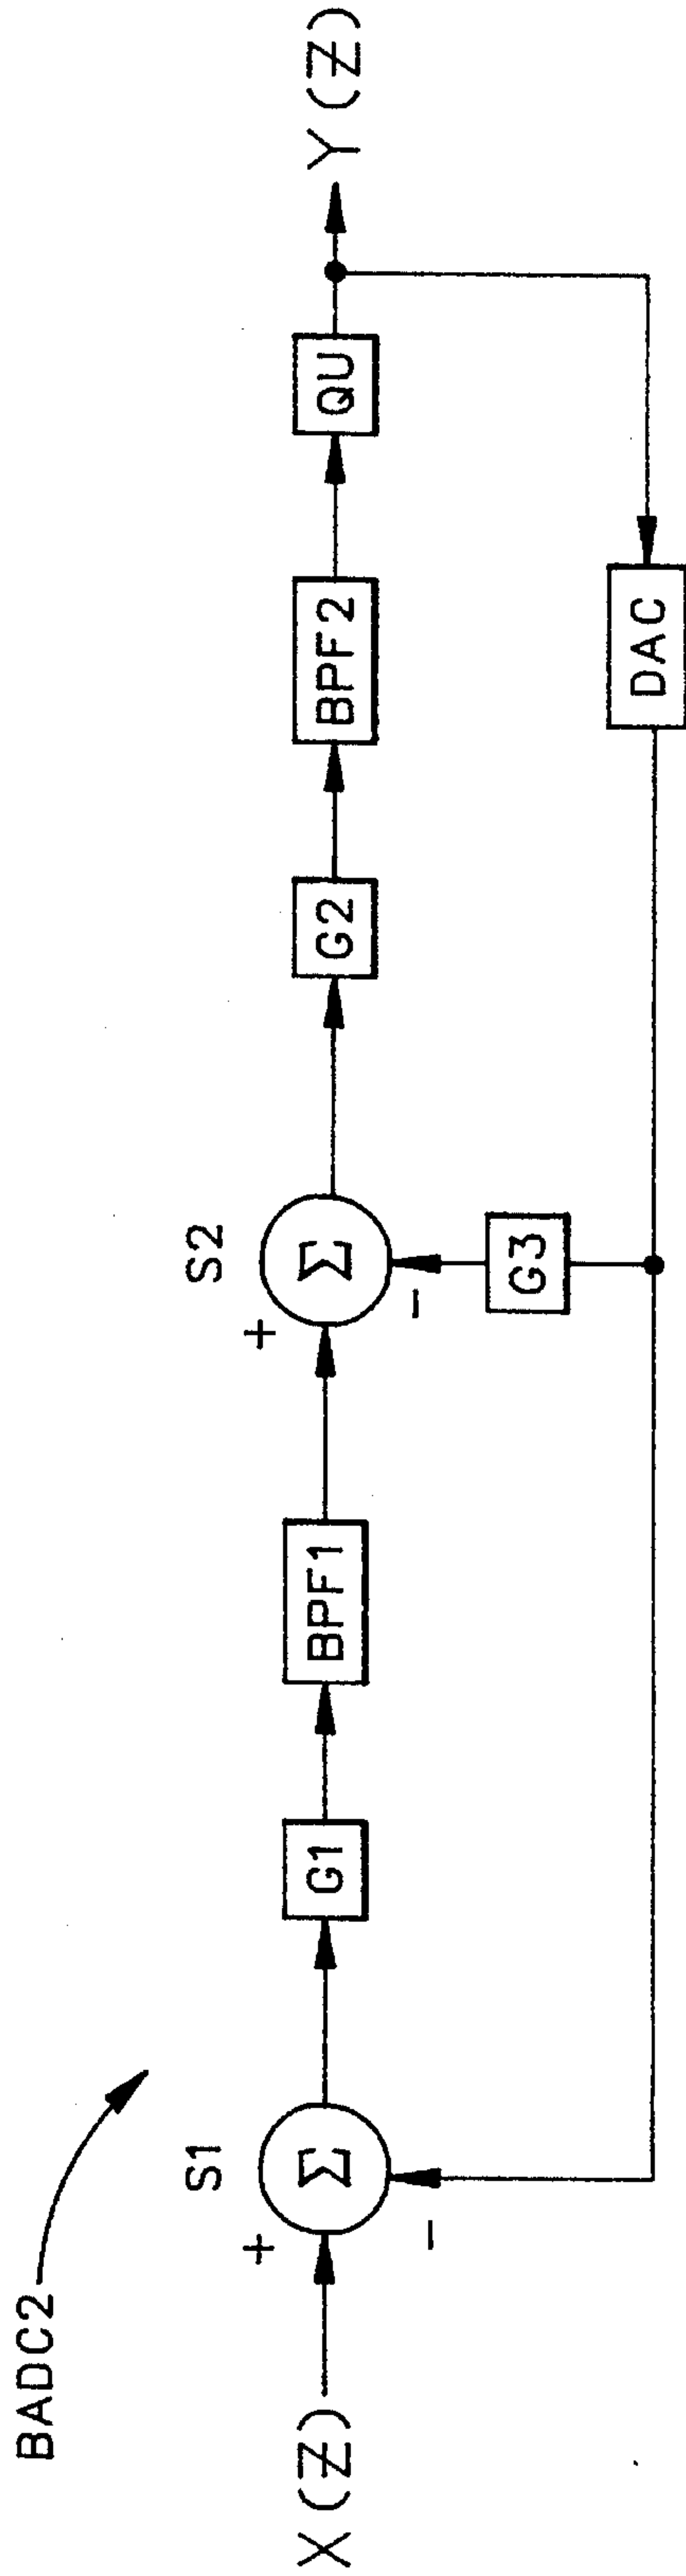 BADC2
S1
S2
X(Z)
+
Σ
-
G1
BPF1
+
Σ
-
G2
BPF2
QU
Y(Z)
G3
DAC